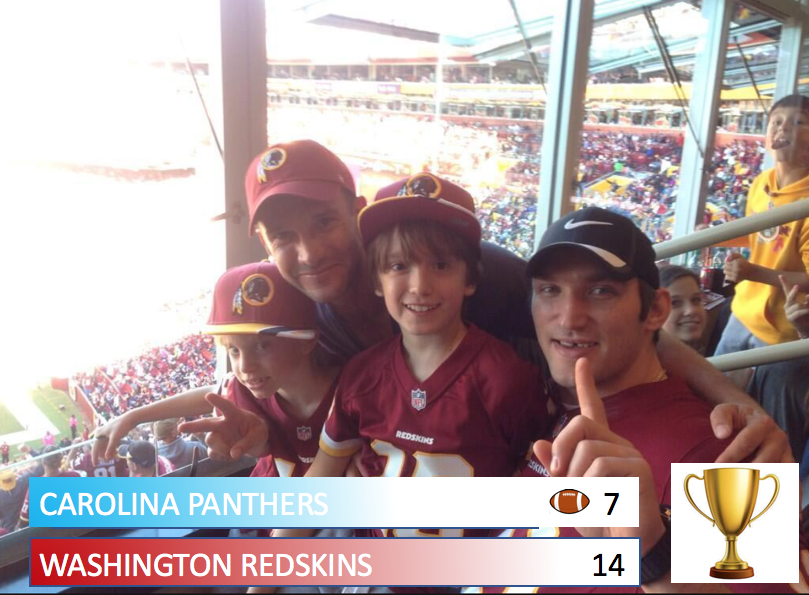 REDSKINS
CAROLINA PANTHERS 7
WASHINGTON REDSKINS 14